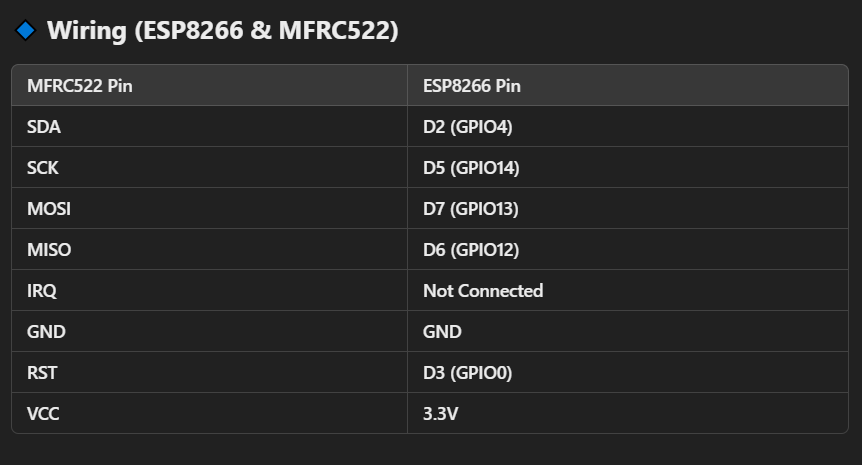 Wiring (ESP8266 & MFRC522)
MFRC522 Pin ESP8266 Pin
SDA D2 (GPIO4)
SCK D5 (GPIO14)
MOSI D7 (GPIO13)
MISO D6 (GPIO12)
IRQ Not Connected
GND GND
RST D3 (GPIO0)
VCC 3.3V